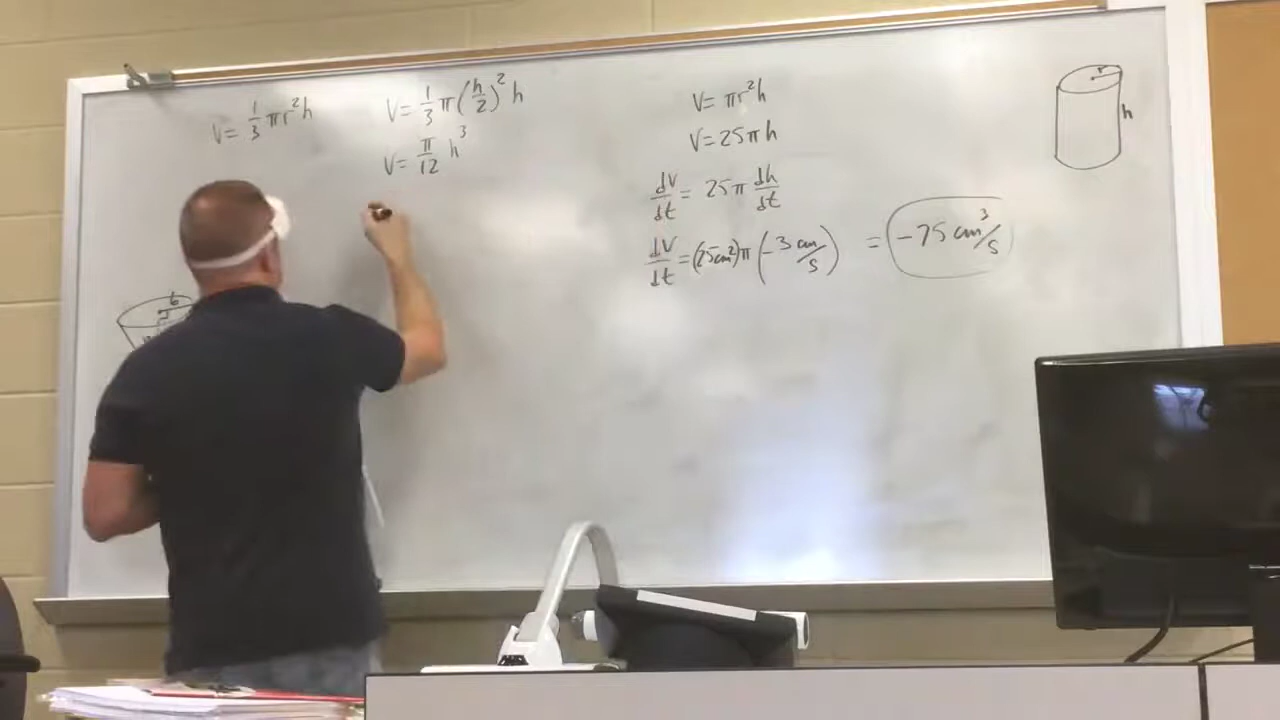 V = 1/3 πr²h
V = 1/3 π(h/2)² h
V = π/12 h³
6
V = πr²h
V = 25πh
dV/dt = 25π dh/dt
dV/dt = (25cm²)π(-3 cm/s) = -75 cm³/s
r
h